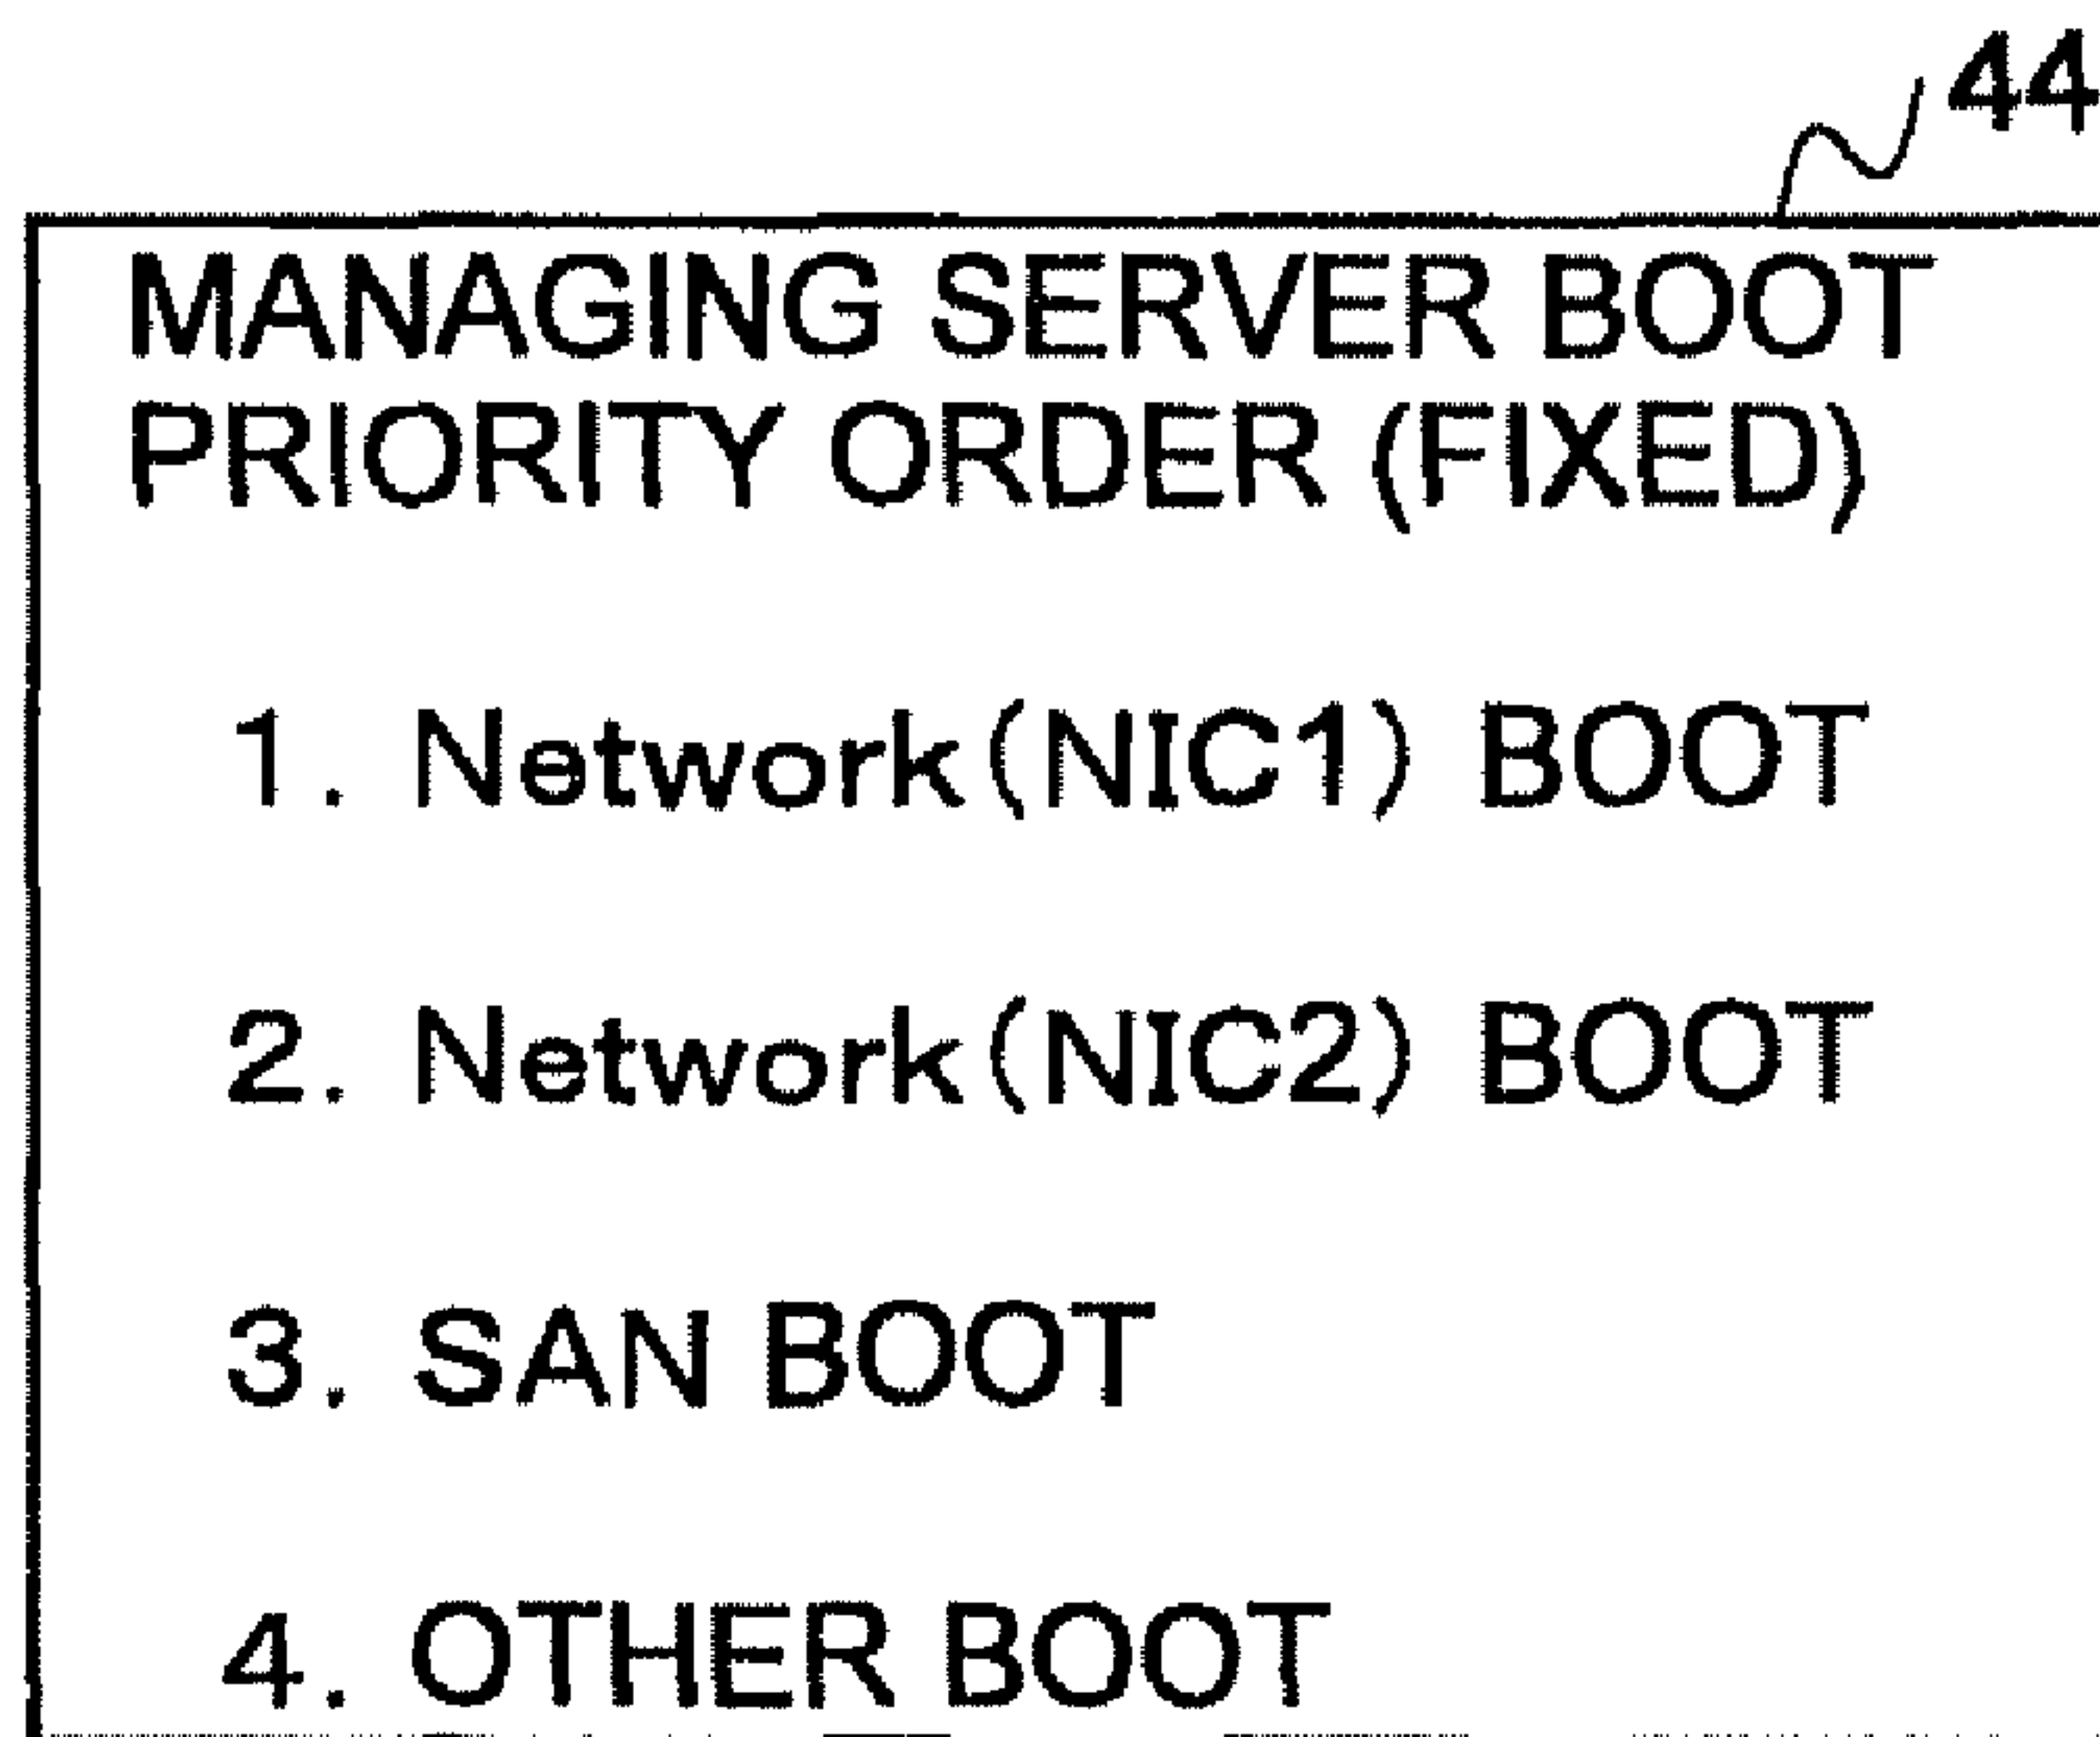 44
MANAGING SERVER BOOT
PRIORITY ORDER (FIXED)
1. Network(NIC1) BOOT
2. Network(NIC2) BOOT
3. SAN BOOT
4. OTHER BOOT